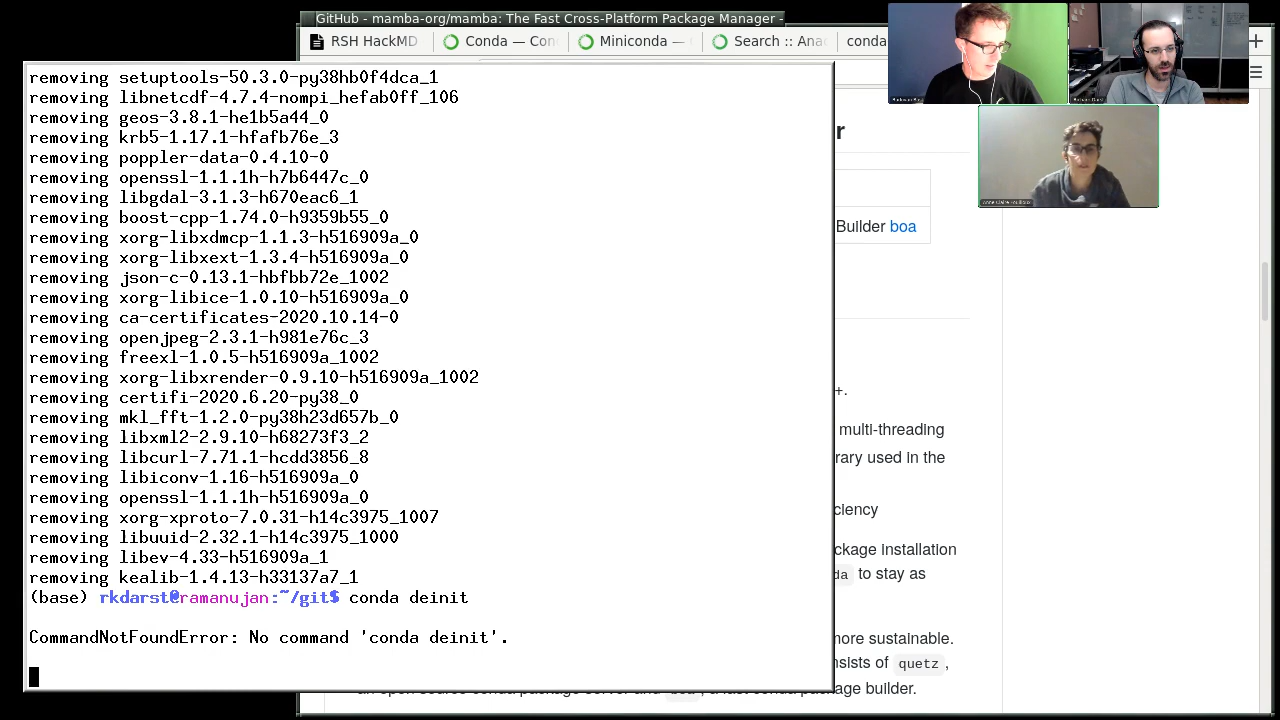 GitHub - mamba-org/mamba: The Fast Cross-Platform Package Manager -
RSH HackMD
Conda — Con
Miniconda —
Search :: Ana
conda
removing setuptools-50.3.0-py38hb0f4dca_1
removing libnetcdf-4.7.4-nompi_hefab0ff_106
removing geos-3.8.1-he1b5a44_0
removing krb5-1.17.1-hfafb76e_3
removing poppler-data-0.4.10-0
removing openssl-1.1.1h-h7b6447c_0
removing libgdal-3.1.3-h670eac6_1
removing boost-cpp-1.74.0-h9359b55_0
removing xorg-libxdmcp-1.1.3-h516909a_0
removing xorg-libxext-1.3.4-h516909a_0
removing json-c-0.13.1-hbfbb72e_1002
removing xorg-libice-1.0.10-h516909a_0
removing ca-certificates-2020.10.14-0
removing openjpeg-2.3.1-h981e76c_3
removing freexl-1.0.5-h516909a_1002
removing xorg-libxrender-0.9.10-h516909a_1002
removing certifi-2020.6.20-py38_0
removing mkl_fft-1.2.0-py38h23d657b_0
removing libxml2-2.9.10-h68273f3_2
removing libcurl-7.71.1-hcdd3856_8
removing libiconv-1.16-h516909a_0
removing openssl-1.1.1h-h516909a_0
removing xorg-xproto-7.0.31-h14c3975_1007
removing libuuid-2.32.1-h14c3975_1000
removing libev-4.33-h516909a_1
removing kealib-1.4.13-h33137a7_1
(base) rkdarst@ramanujan:~/git$ conda deinit
CommandNotFoundError: No command 'conda deinit'.
r
Builder boa
+.
multi-threading
rary used in the
ciency
ckage installation
da to stay as
more sustainable.
nsists of quetz,
package builder.